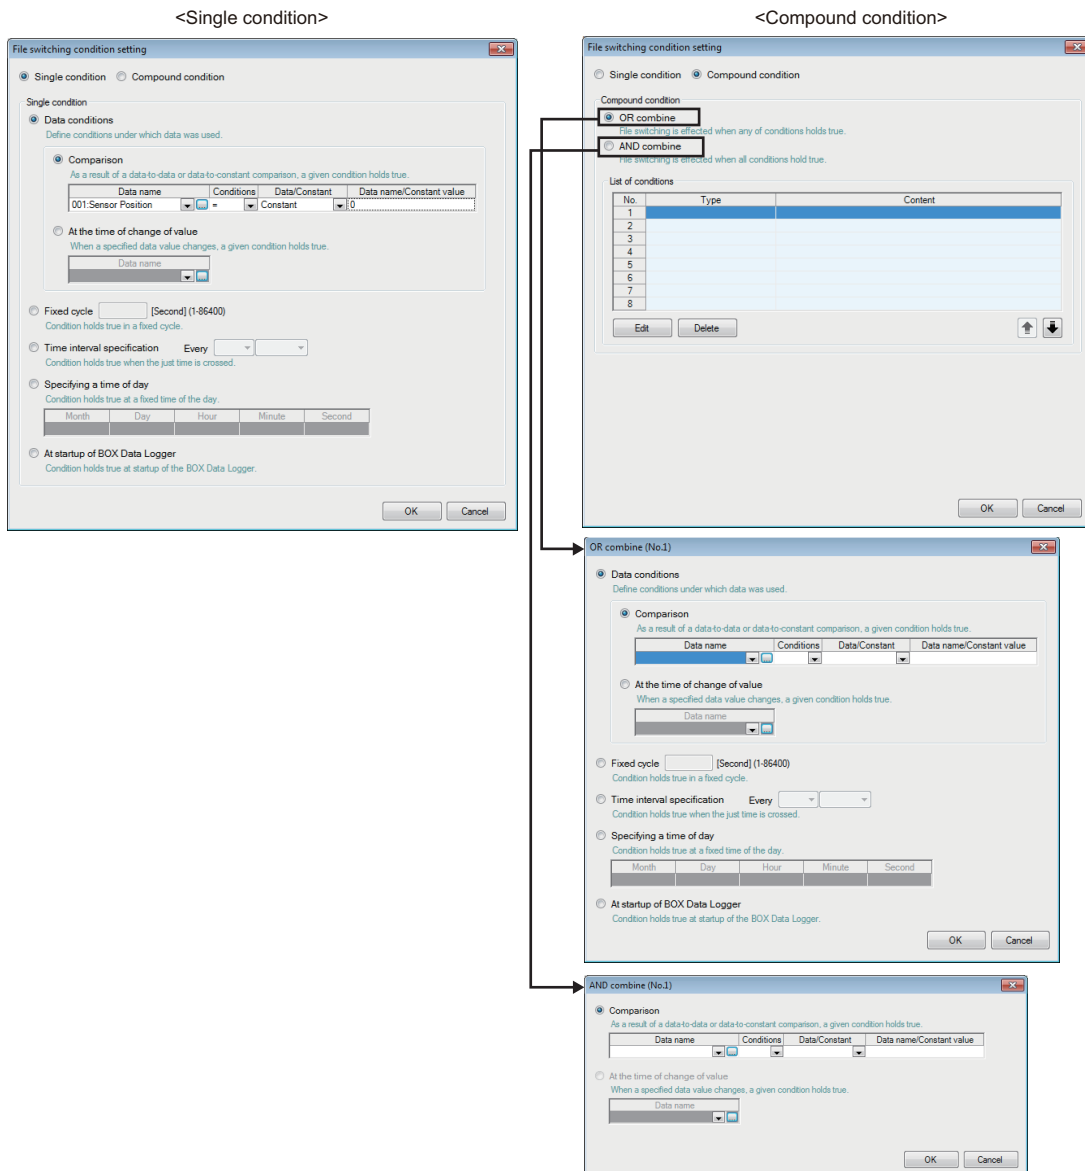 <Single condition>
File switching condition setting
Single condition Compound condition
Single condition
Data conditions
Define conditions under which data was used.
Comparison
As a result of a data-to-data or data-to-constant comparison, a given condition holds true.
Data name Conditions Data/Constant Data name/Constant value
001:Sensor Position ... = Constant 0
At the time of change of value
When a specified data value changes, a given condition holds true.
Data name
...
Fixed cycle [Second] (1-86400)
Condition holds true in a fixed cycle.
Time interval specification Every
Condition holds true when the just time is crossed.
Specifying a time of day
Condition holds true at a fixed time of the day.
Month Day Hour Minute Second
At startup of BOX Data Logger
Condition holds true at startup of the BOX Data Logger.
OK Cancel
<Compound condition>
File switching condition setting
Single condition Compound condition
Compound condition
OR combine
File switching is effected when any of conditions holds true.
AND combine
File switching is effected when all conditions hold true.
List of conditions
No. Type Content
1
2
3
4
5
6
7
8
Edit Delete
OK Cancel
OR combine (No.1)
Data conditions
Define conditions under which data was used.
Comparison
As a result of a data-to-data or data-to-constant comparison, a given condition holds true.
Data name Conditions Data/Constant Data name/Constant value
...
At the time of change of value
When a specified data value changes, a given condition holds true.
Data name
...
Fixed cycle [Second] (1-86400)
Condition holds true in a fixed cycle.
Time interval specification Every
Condition holds true when the just time is crossed.
Specifying a time of day
Condition holds true at a fixed time of the day.
Month Day Hour Minute Second
At startup of BOX Data Logger
Condition holds true at startup of the BOX Data Logger.
OK Cancel
AND combine (No.1)
Comparison
As a result of a data-to-data or data-to-constant comparison, a given condition holds true.
Data name Conditions Data/Constant Data name/Constant value
...
At the time of change of value
When a specified data value changes, a given condition holds true.
Data name
...
OK Cancel